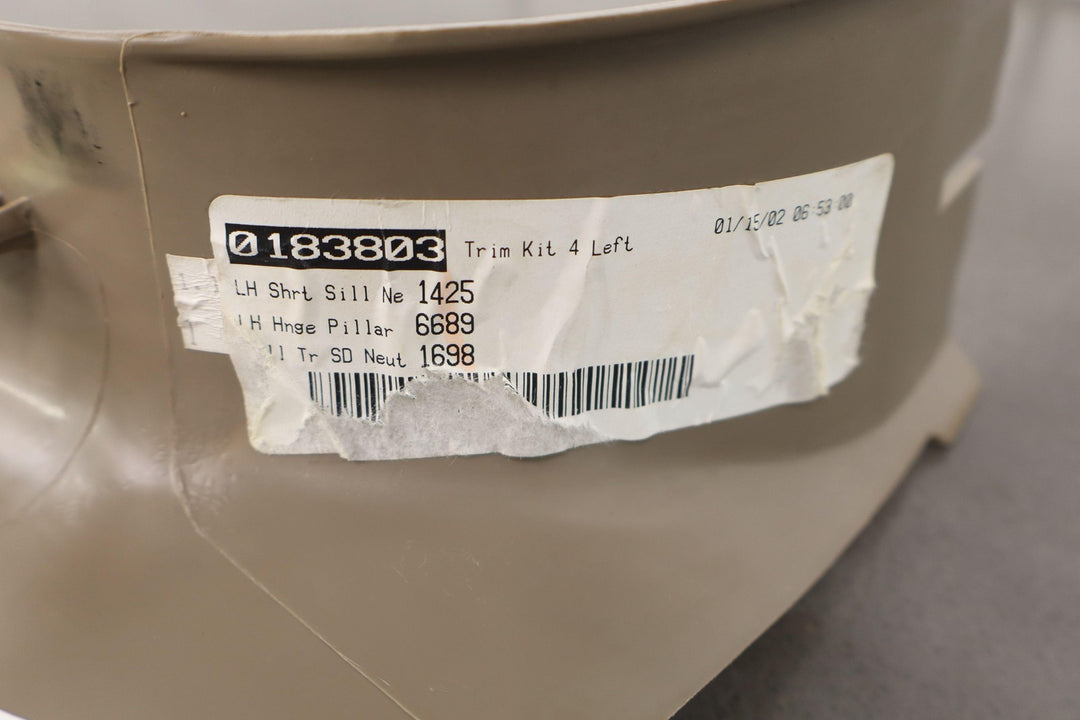 0183803 Trim Kit 4 Left 01/15/02 06:53:00
LH Shrt Sill Ne 1425
LH Hnge Pillar 6689
Tr SD Neut 1698